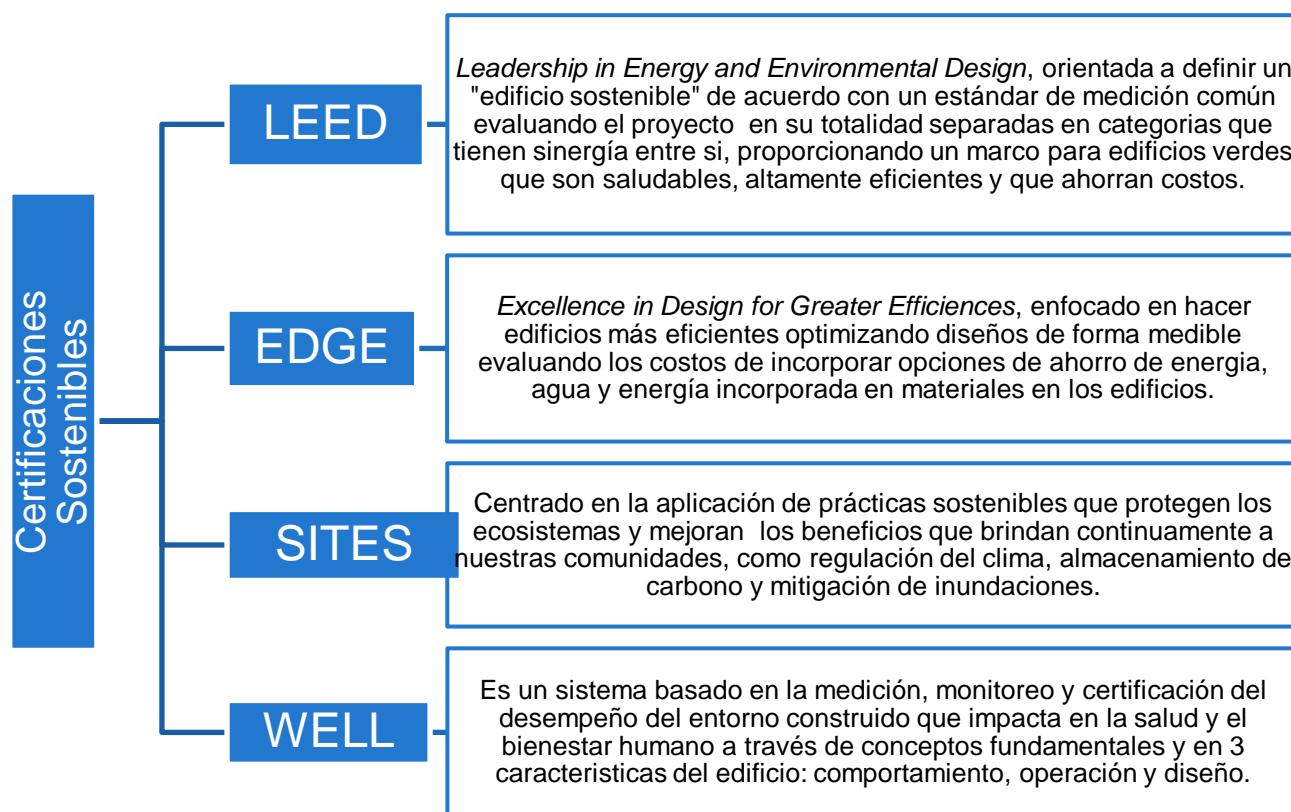 Certificaciones
Sostenibles
LEED
Leadership in Energy and Environmental Design, orientada a definir un
"edificio sostenible" de acuerdo con un estándar de medición común
evaluando el proyecto en su totalidad separadas en categorias que
tienen sinergía entre si, proporcionando un marco para edificios verdes
que son saludables, altamente eficientes y que ahorran costos.
EDGE
Excellence in Design for Greater Efficiences, enfocado en hacer
edificios más eficientes optimizando diseños de forma medible
evaluando los costos de incorporar opciones de ahorro de energia,
agua y energía incorporada en materiales en los edificios.
SITES
Centrado en la aplicación de prácticas sostenibles que protegen los
ecosistemas y mejoran los beneficios que brindan continuamente a
nuestras comunidades, como regulación del clima, almacenamiento de
carbono y mitigación de inundaciones.
WELL
Es un sistema basado en la medición, monitoreo y certificación del
desempeño del entorno construido que impacta en la salud y el
bienestar humano a través de conceptos fundamentales y en 3
caracteristicas del edificio: comportamiento, operación y diseño.